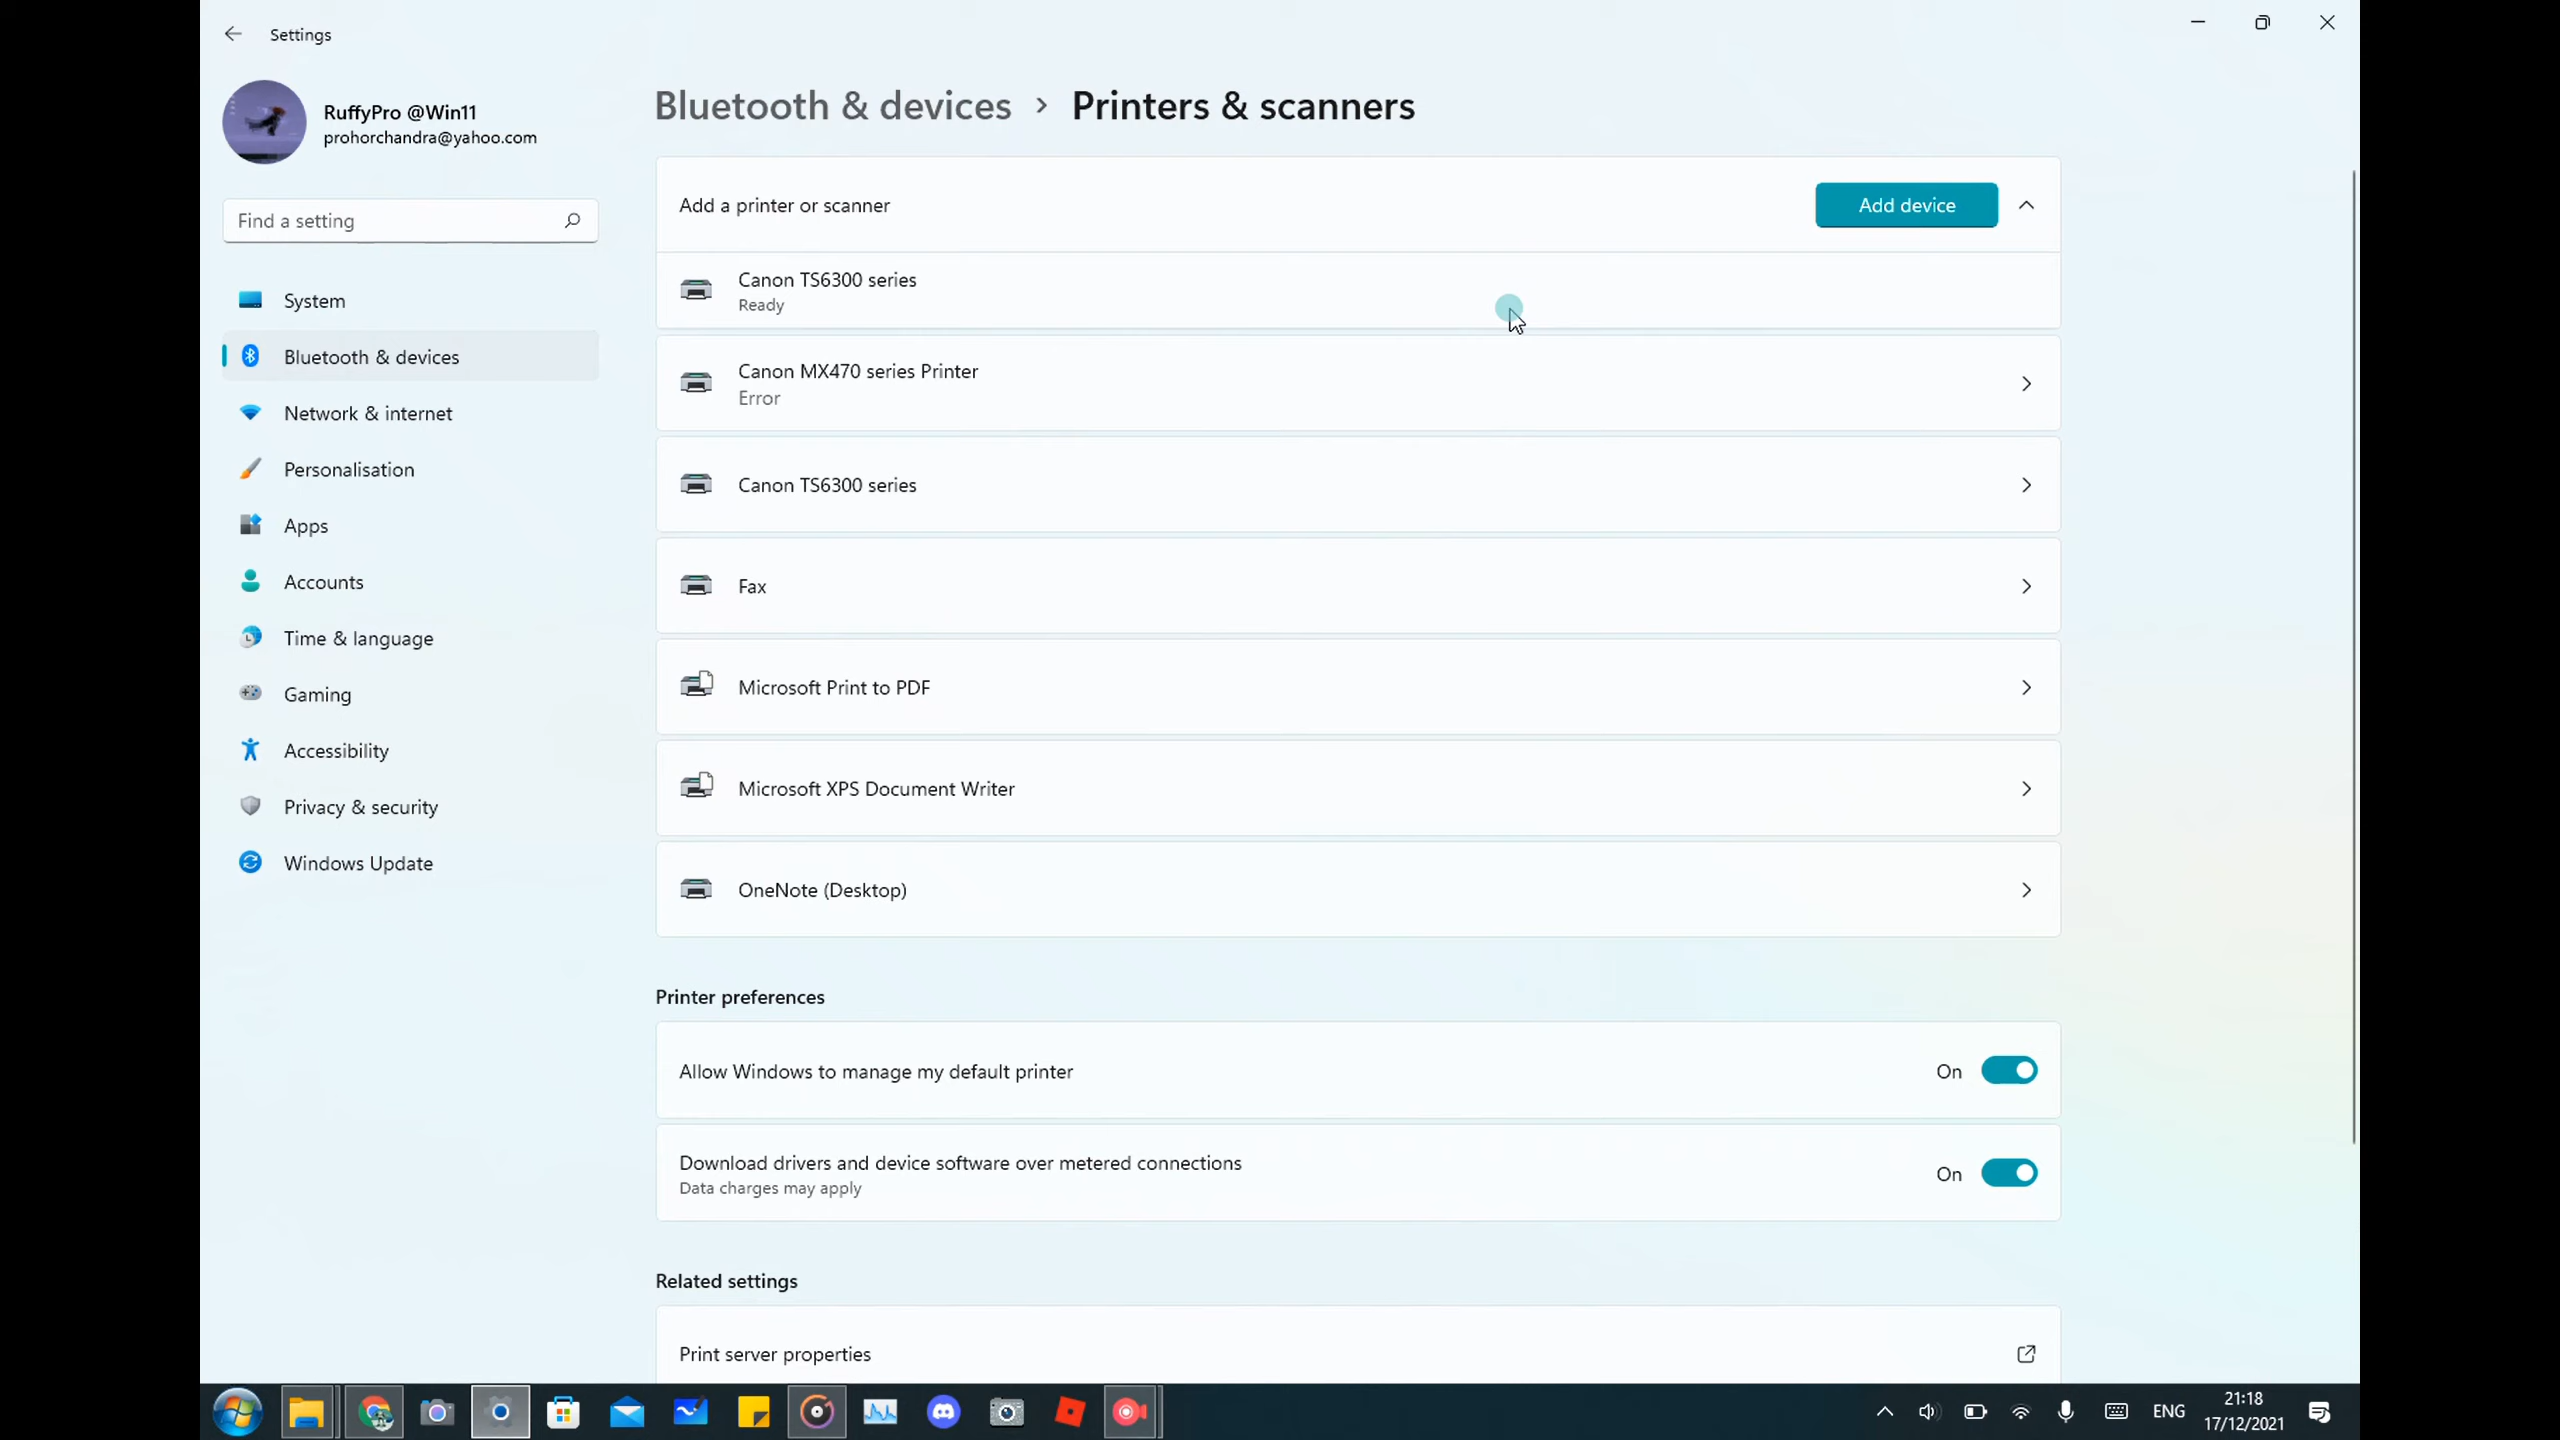 Settings
RuffyPro @Win11
prohorchandra@yahoo.com
Find a setting
System
Bluetooth & devices
Network & internet
Personalisation
Apps
Accounts
Time & language
Gaming
Accessibility
Privacy & security
Windows Update
Bluetooth & devices > Printers & scanners
Add a printer or scanner
Add device
Canon TS6300 series
Ready
Canon MX470 series Printer
Error
Canon TS6300 series
Fax
Microsoft Print to PDF
Microsoft XPS Document Writer
OneNote (Desktop)
Printer preferences
Allow Windows to manage my default printer
On
Download drivers and device software over metered connections
Data charges may apply
On
Related settings
Print server properties
ENG
21:18
17/12/2021